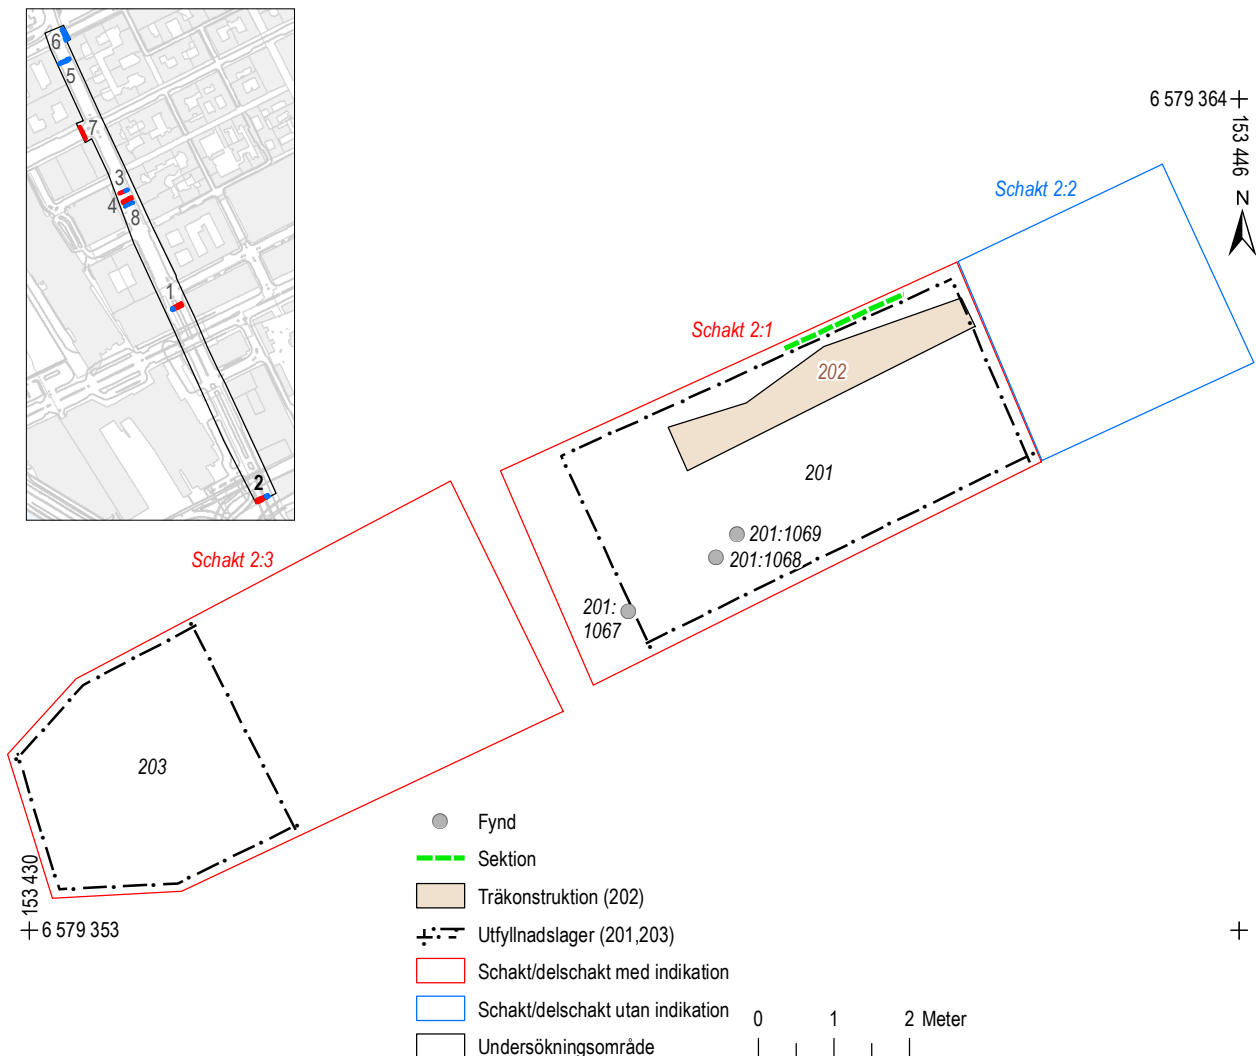 6
5
7
3
4
8
1
2
6 579 364
153 446
N
Schakt 2:2
Schakt 2:1
202
201
201:1069
201:1068
201:
1067
Schakt 2:3
203
153 430
6 579 353
Fynd
Sektion
Träkonstruktion (202)
Utfyllnadslager (201,203)
Schakt/delschakt med indikation
Schakt/delschakt utan indikation
Undersökningsområde
0 1 2 Meter